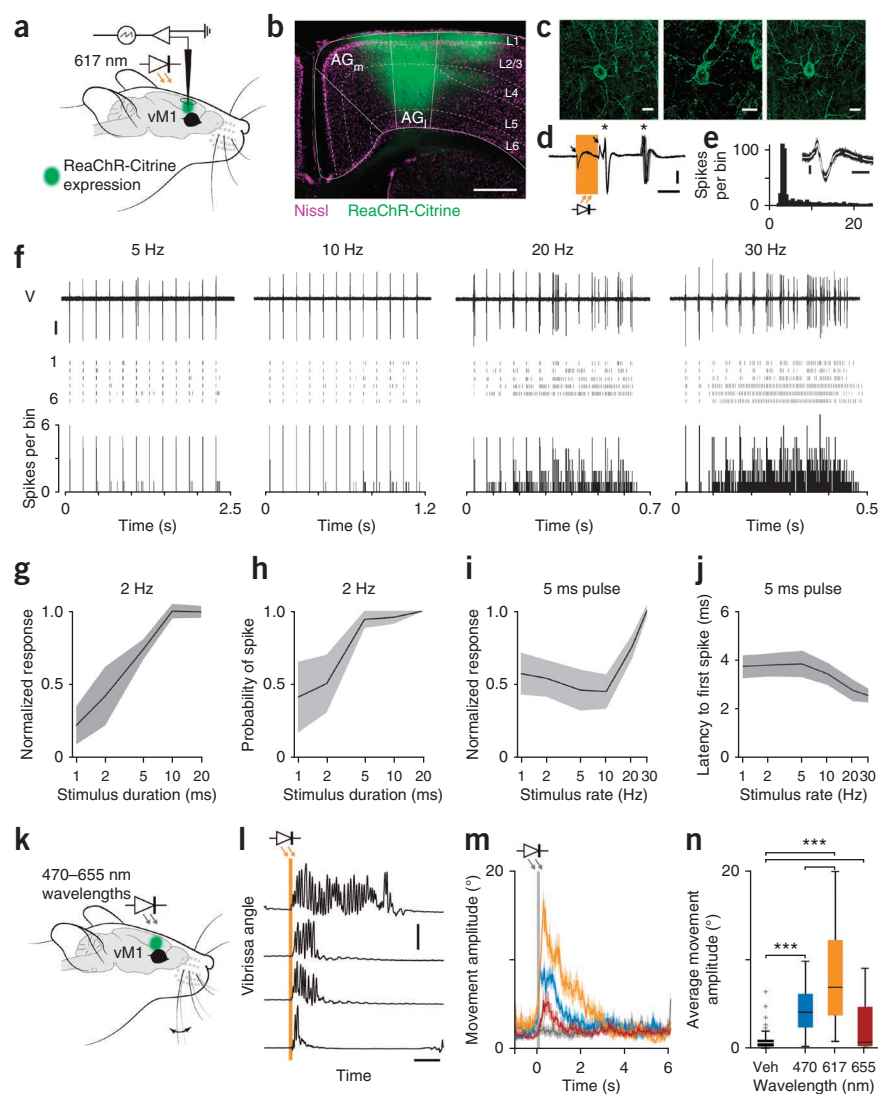 a
617 nm
vM1
ReaChR-Citrine
expression
b
AGm
AGl
L1
L2/3
L4
L5
L6
Nissl ReaChR-Citrine
c
d
* *
e
Spikes
per bin
100
0
0 20
f
5 Hz 10 Hz 20 Hz 30 Hz
V
1
6
Spikes per bin
6
0
0 2.5 0 1.2 0 0.7 0 0.5
Time (s) Time (s) Time (s) Time (s)
g
2 Hz
Normalized response
1.0
0.5
0
1 2 5 10 20
Stimulus duration (ms)
h
2 Hz
Probability of spike
1.0
0.5
0
1 2 5 10 20
Stimulus duration (ms)
i
5 ms pulse
Normalized response
1.0
0.5
0
1 2 5 10 20 30
Stimulus rate (Hz)
j
5 ms pulse
Latency to first spike (ms)
6
4
2
0
1 2 5 10 20 30
Stimulus rate (Hz)
k
470–655 nm
wavelengths
vM1
l
Vibrissa angle
Time
m
Movement amplitude (°)
20
0
0 2 4 6
Time (s)
n
Average movement
amplitude (°)
20
0
***
***
Veh 470 617 655
Wavelength (nm)